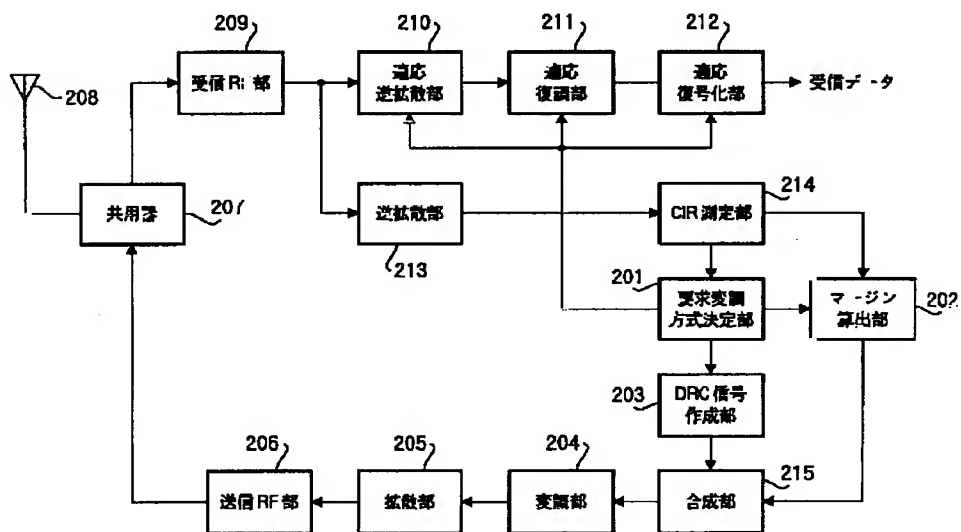 209
受信RF部
210
適応
逆拡散部
211
適応
復調部
212
適応
復号化部
受信データ
208
共用器
207
逆拡散部
213
CIR測定部
214
201
要求変調
方式決定部
マージン
算出部
202
203
DRC信号
作成部
206
送信RF部
205
拡散部
204
変調部
合成部
215